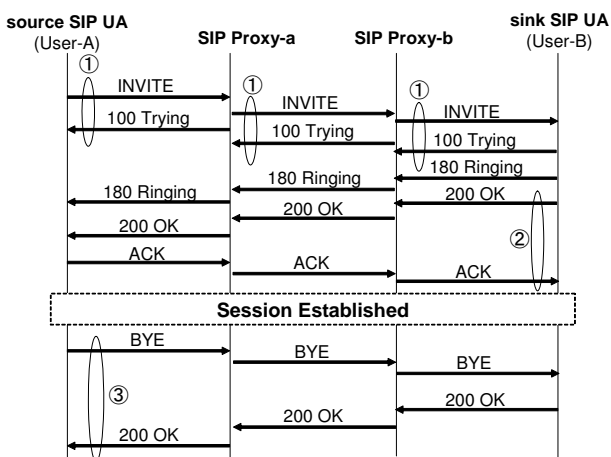 source SIP UA
(User-A)
SIP Proxy-a
SIP Proxy-b
sink SIP UA
(User-B)
①
INVITE
100 Trying
①
INVITE
100 Trying
①
INVITE
100 Trying
180 Ringing
180 Ringing
180 Ringing
200 OK
200 OK
200 OK
②
ACK
ACK
ACK
Session Established
BYE
BYE
BYE
③
200 OK
200 OK
200 OK